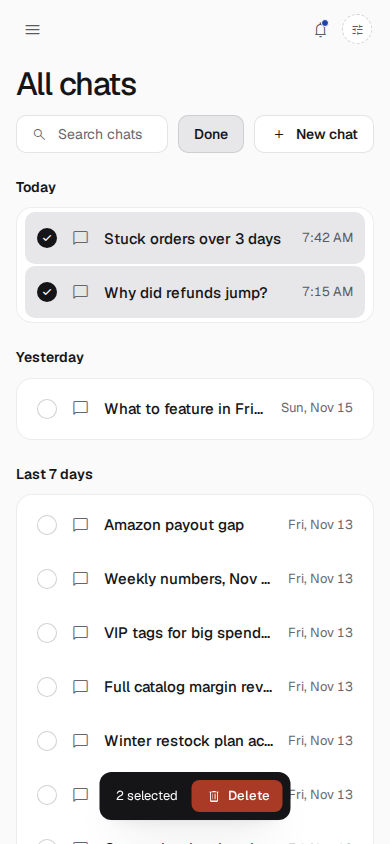 All chats
Search chats
Done
+ New chat
Today
Stuck orders over 3 days 7:42 AM
Why did refunds jump? 7:15 AM
Yesterday
What to feature in Fri... Sun, Nov 15
Last 7 days
Amazon payout gap Fri, Nov 13
Weekly numbers, Nov ... Fri, Nov 13
VIP tags for big spend... Fri, Nov 13
Full catalog margin rev... Fri, Nov 13
Winter restock plan ac... Fri, Nov 13
Fri, Nov 13
2 selected Delete